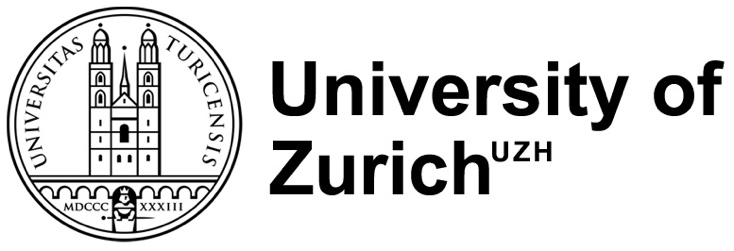 UNIVERSITAS TURICENSIS
MDCCC XXXIII
University of
Zurich UZH